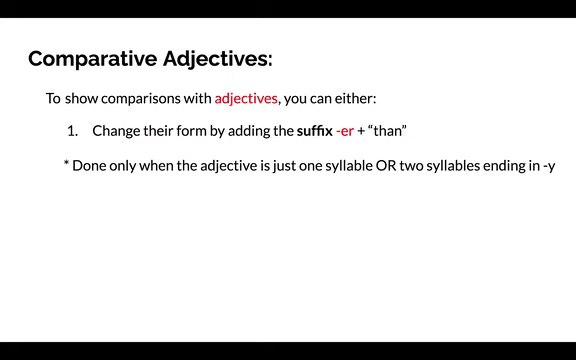 Comparative Adjectives:
To show comparisons with adjectives, you can either:
1. Change their form by adding the suffix -er + “than”
* Done only when the adjective is just one syllable OR two syllables ending in -y